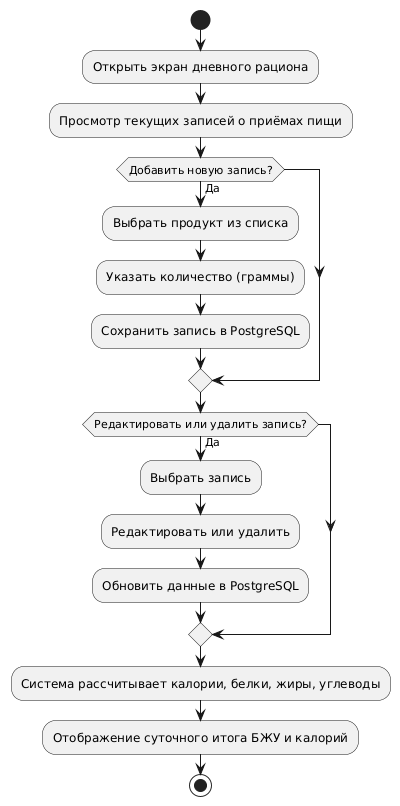 Открыть экран дневного рациона
Просмотр текущих записей о приёмах пищи
Добавить новую запись?
Да
Выбрать продукт из списка
Указать количество (граммы)
Сохранить запись в PostgreSQL
Редактировать или удалить запись?
Да
Выбрать запись
Редактировать или удалить
Обновить данные в PostgreSQL
Система рассчитывает калории, белки, жиры, углеводы
Отображение суточного итога БЖУ и калорий